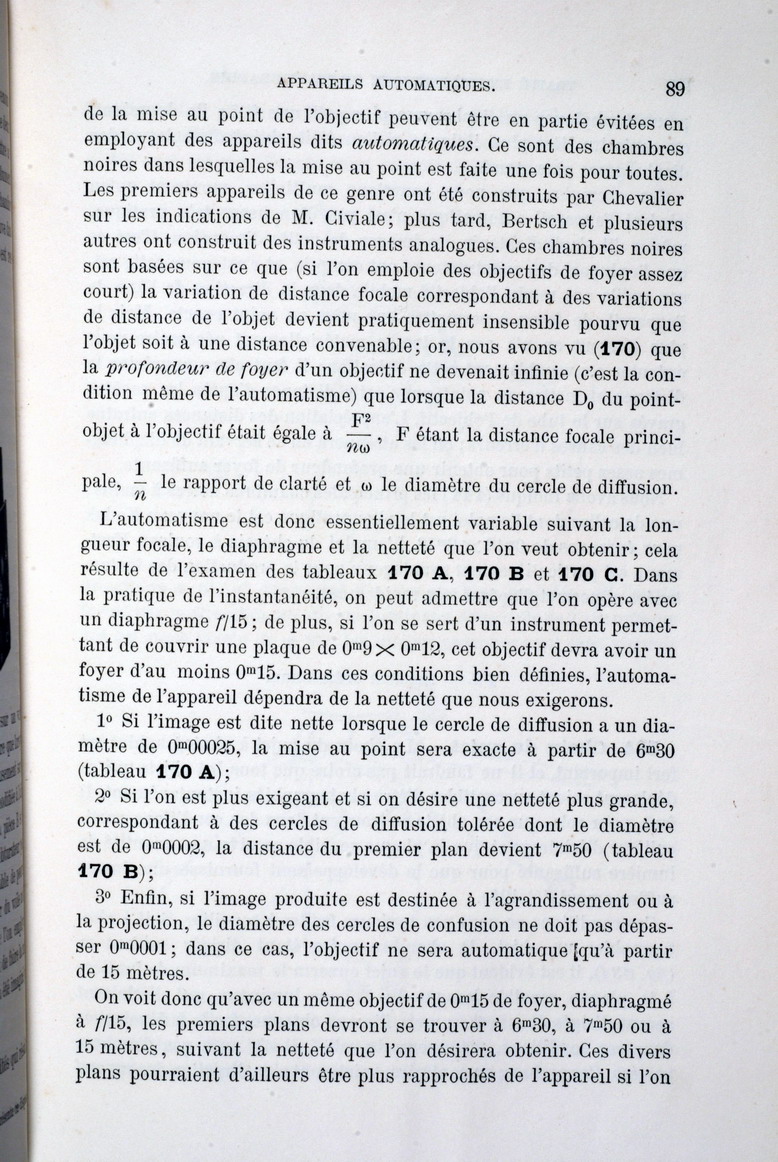 APPAREILS AUTOMATIQUES. 89
de la mise au point de l'objectif peuvent être en partie évitées en
employant des appareils dits automatiques. Ce sont des chambres
noires dans lesquelles la mise au point est faite une fois pour toutes.
Les premiers appareils de ce genre ont été construits par Chevalier
sur les indications de M. Civiale; plus tard, Bertsch et plusieurs
autres ont construit des instruments analogues. Ces chambres noires
sont basées sur ce que (si l'on emploie des objectifs de foyer assez
court) la variation de distance focale correspondant à des variations
de distance de l'objet devient pratiquement insensible pourvu que
l'objet soit à une distance convenable; or, nous avons vu (170) que
la profondeur de foyer d'un objectif ne devenait infinie (c'est la con-
dition même de l'automatisme) que lorsque la distance D₀ du point-
objet à l'objectif était égale à F²/nω, F étant la distance focale princi-
pale, 1/n le rapport de clarté et ω le diamètre du cercle de diffusion.
L'automatisme est donc essentiellement variable suivant la lon-
gueur focale, le diaphragme et la netteté que l'on veut obtenir; cela
résulte de l'examen des tableaux 170 A, 170 B et 170 C. Dans
la pratique de l'instantanéité, on peut admettre que l'on opère avec
un diaphragme f/15; de plus, si l'on se sert d'un instrument permet-
tant de couvrir une plaque de 0ᵐ9 × 0ᵐ12, cet objectif devra avoir un
foyer d'au moins 0ᵐ15. Dans ces conditions bien définies, l'automa-
tisme de l'appareil dépendra de la netteté que nous exigerons.
1º Si l'image est dite nette lorsque le cercle de diffusion a un dia-
mètre de 0ᵐ00025, la mise au point sera exacte à partir de 6ᵐ30
(tableau 170 A);
2º Si l'on est plus exigeant et si on désire une netteté plus grande,
correspondant à des cercles de diffusion tolérée dont le diamètre
est de 0ᵐ0002, la distance du premier plan devient 7ᵐ50 (tableau
170 B);
3º Enfin, si l'image produite est destinée à l'agrandissement ou à
la projection, le diamètre des cercles de confusion ne doit pas dépas-
ser 0ᵐ0001; dans ce cas, l'objectif ne sera automatique [qu'à partir
de 15 mètres.
On voit donc qu'avec un même objectif de 0ᵐ15 de foyer, diaphragmé
à f/15, les premiers plans devront se trouver à 6ᵐ30, à 7ᵐ50 ou à
15 mètres, suivant la netteté que l'on désirera obtenir. Ces divers
plans pourraient d'ailleurs être plus rapprochés de l'appareil si l'on